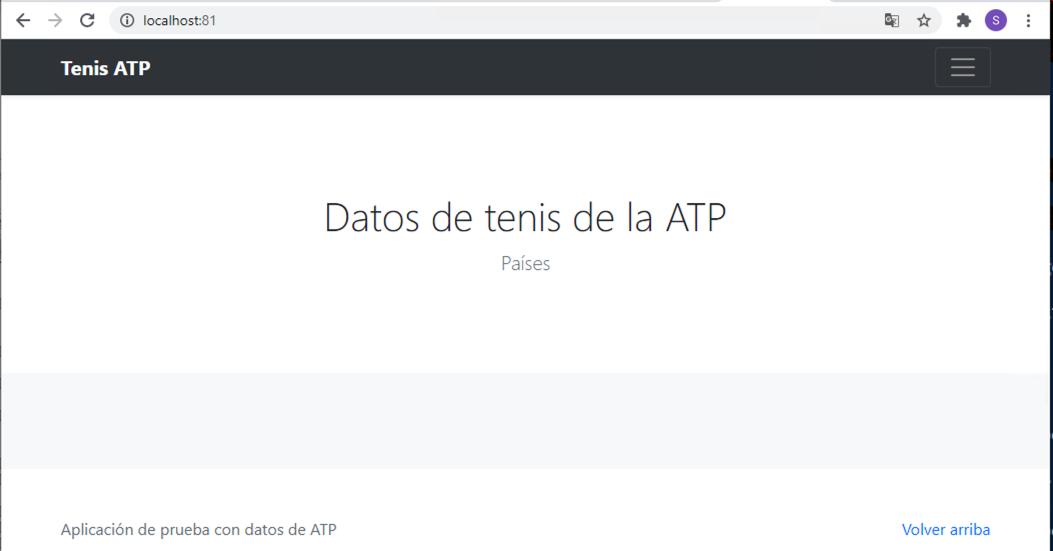 localhost:81
S
Tenis ATP
Datos de tenis de la ATP
Países
Aplicación de prueba con datos de ATP
Volver arriba